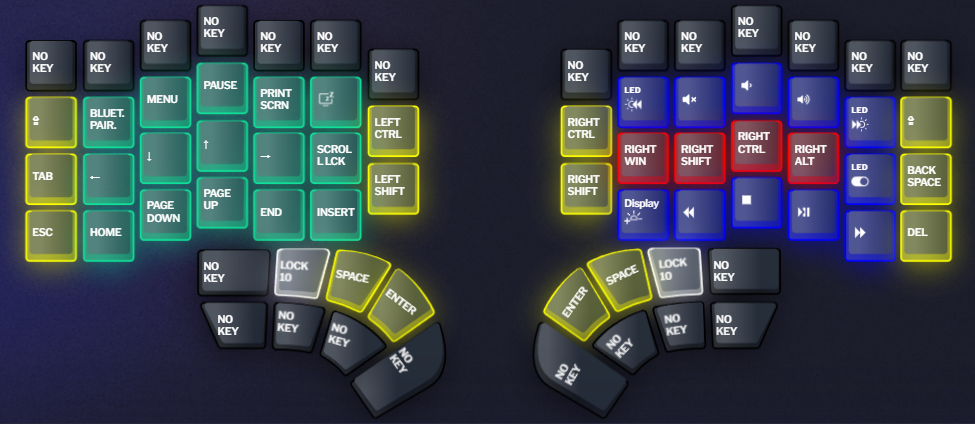 NO
KEY
NO
KEY
NO
KEY
NO
KEY
NO
KEY
NO
KEY
NO
KEY
BLUET.
PAIR.
MENU
PAUSE
PRINT
SCRN
LEFT
CTRL
TAB
←
↓
↑
→
SCROL
L LCK
LEFT
SHIFT
ESC
HOME
PAGE
DOWN
PAGE
UP
END
INSERT
NO
KEY
LOCK
10
SPACE
ENTER
NO
KEY
NO
KEY
NO
KEY
NO
KEY
NO
KEY
NO
KEY
NO
KEY
NO
KEY
NO
KEY
NO
KEY
NO
KEY
RIGHT
CTRL
LED
LED
RIGHT
SHIFT
RIGHT
WIN
RIGHT
SHIFT
RIGHT
CTRL
RIGHT
ALT
LED
BACK
SPACE
Display
DEL
ENTER
SPACE
LOCK
10
NO
KEY
NO
KEY
NO
KEY
NO
KEY
NO
KEY